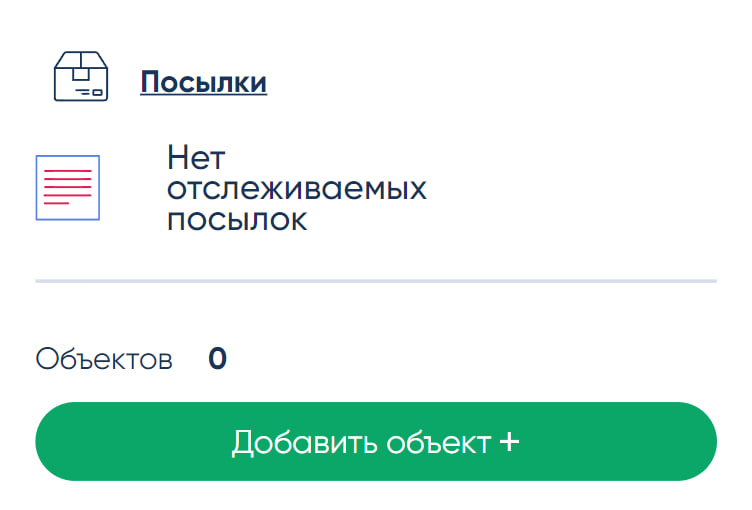 Посылки
Нет
отслеживаемых
посылок
Объектов 0
Добавить объект +